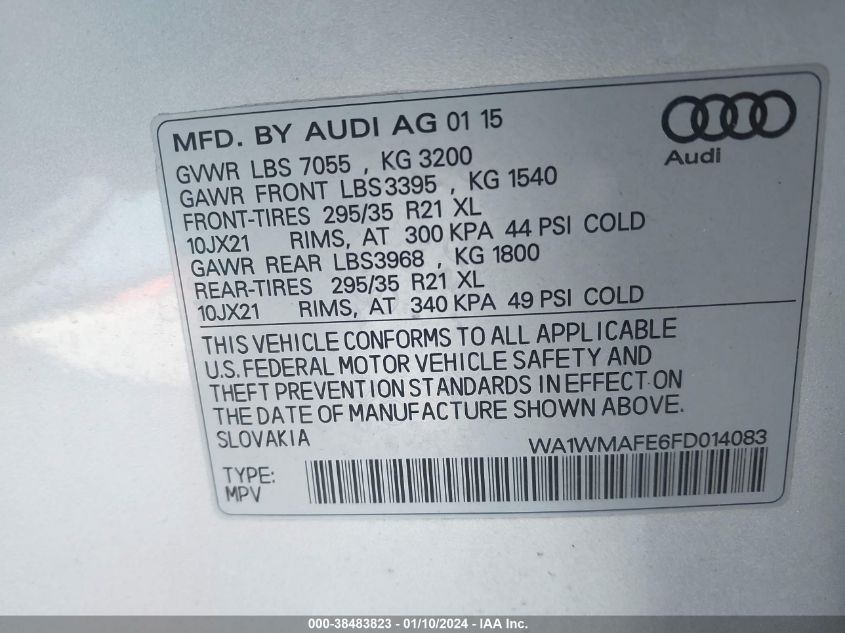 MFD. BY AUDI AG 01 15
Audi
GVWR LBS 7055 , KG 3200
GAWR FRONT LBS3395 , KG 1540
FRONT-TIRES 295/35 R21 XL
10JX21 RIMS, AT 300 KPA 44 PSI COLD
GAWR REAR LBS3968 , KG 1800
REAR-TIRES 295/35 R21 XL
10JX21 RIMS, AT 340 KPA 49 PSI COLD
THIS VEHICLE CONFORMS TO ALL APPLICABLE
U.S. FEDERAL MOTOR VEHICLE SAFETY AND
THEFT PREVENTION STANDARDS IN EFFECT ON
THE DATE OF MANUFACTURE SHOWN ABOVE.
SLOVAKIA
WA1WMAFE6FD014083
TYPE:
MPV
000-38483823 - 01/10/2024 - IAA Inc.